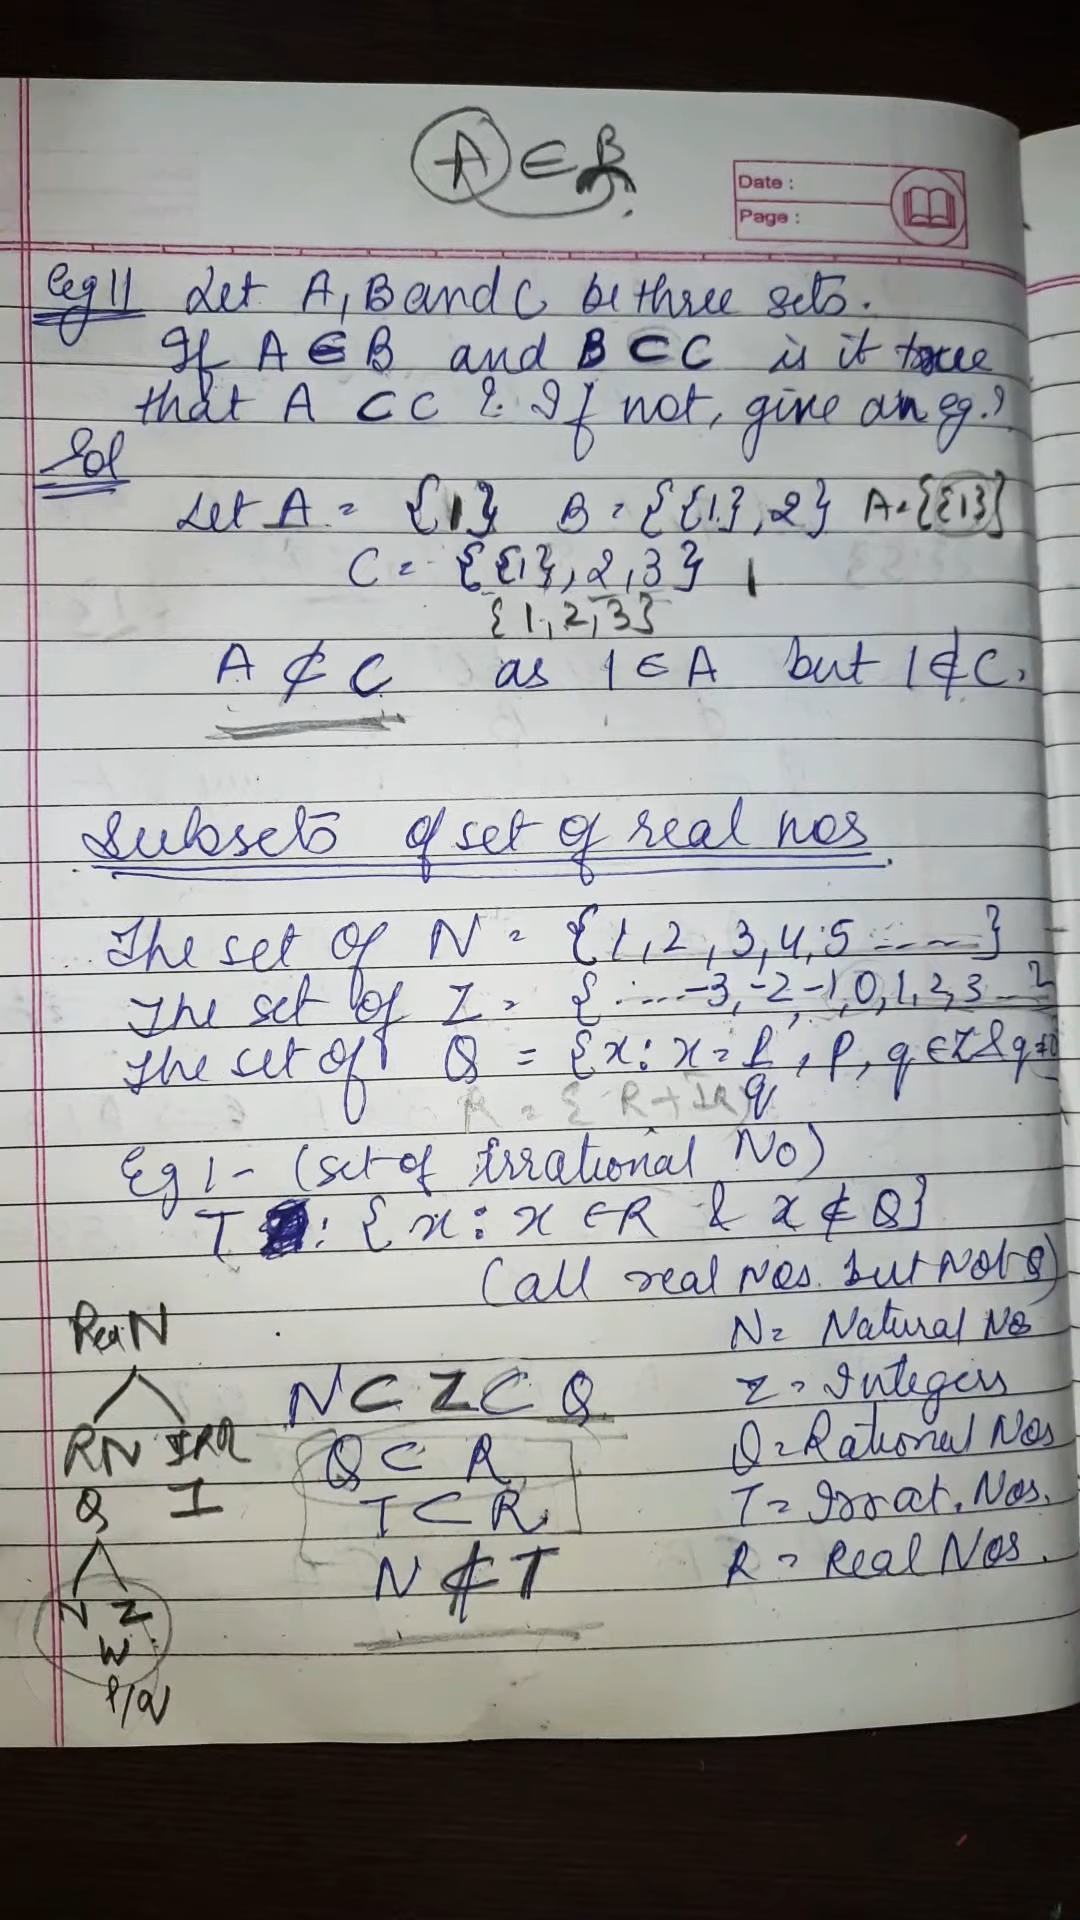 A ∈ B
Date :
Page :
Eg 11 Let A, B and C be three sets.
If A ∈ B and B ⊂ C is it true
that A ⊂ C ? If not, give an eg.?
Sol
Let A = {1} B = {{1}, 2} A = {{1}}
C = {{1}, 2, 3}
{1, 2, 3}
A ⊄ C as 1 ∈ A but 1 ∉ C.
Subsets of set of real nos.
The set of N = {1, 2, 3, 4, 5 .....}
The set of Z = {.....-3, -2, -1, 0, 1, 2, 3...}
The set of Q = {x : x = p/q, p, q ∈ Z & q ≠ 0
R = { R + IR}
Eg 1 - (set of Irrational No)
T : {x : x ∈ R & x ∉ Q}
(all real Nos. but Not Q)
Rea N
RN IRR
Q I
N Z
W
P/q
N ⊂ Z ⊂ Q
Q ⊂ R
T ⊂ R
N ⊄ T
N = Natural No
Z = Integers
Q = Rational Nos
T = Irrat. Nos.
R = Real Nos.